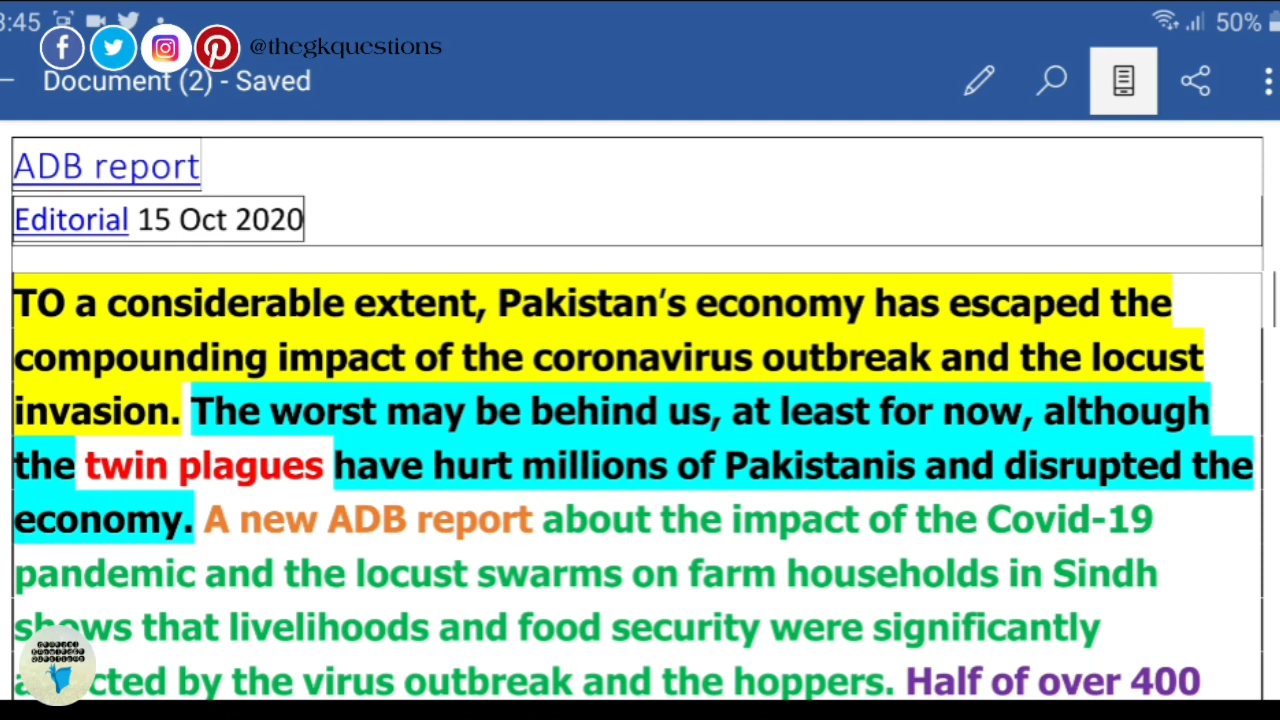 3:45
50%
@thegkquestions
Document (2) - Saved
ADB report
Editorial 15 Oct 2020
TO a considerable extent, Pakistan’s economy has escaped the
compounding impact of the coronavirus outbreak and the locust
invasion. The worst may be behind us, at least for now, although
the twin plagues have hurt millions of Pakistanis and disrupted the
economy. A new ADB report about the impact of the Covid-19
pandemic and the locust swarms on farm households in Sindh
shows that livelihoods and food security were significantly
by the virus outbreak and the hoppers. Half of over 400